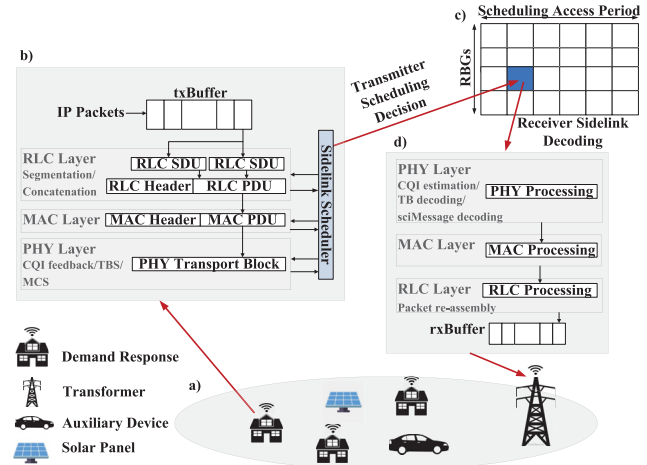 c)
Scheduling Access Period
RBGs
b)
txBuffer
IP Packets
Transmitter
Scheduling
Decision
Receiver Sidelink
Decoding
RLC Layer
Segmentation/
Concatenation
RLC SDU RLC SDU
RLC Header RLC PDU
MAC Layer
MAC Header MAC PDU
PHY Layer
CQI feedback/TBS/
MCS
PHY Transport Block
Sidelink Scheduler
d)
PHY Layer
CQI estimation/
TB decoding/
sciMessage decoding
PHY Processing
MAC Layer
MAC Processing
RLC Layer
RLC Processing
Packet re-assembly
rxBuffer
Demand Response
Transformer
Auxiliary Device
Solar Panel
a)